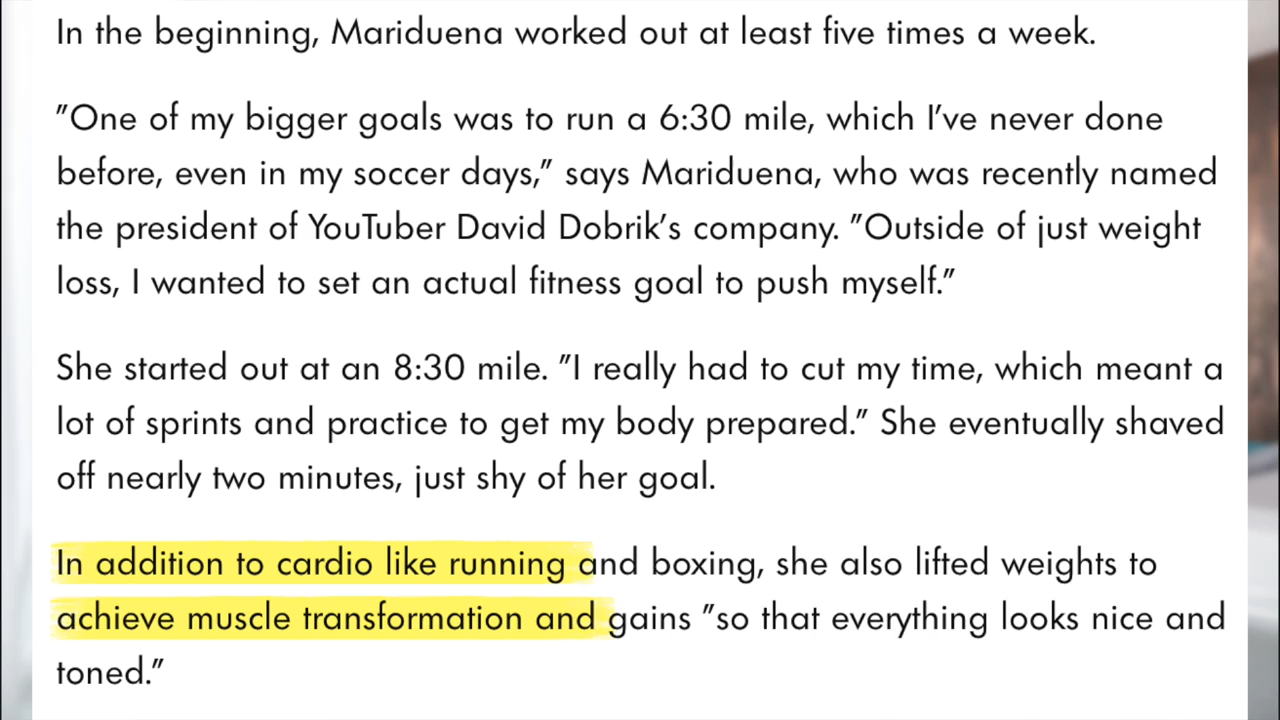 In the beginning, Mariduena worked out at least five times a week.
"One of my bigger goals was to run a 6:30 mile, which I've never done
before, even in my soccer days," says Mariduena, who was recently named
the president of YouTuber David Dobrik's company. "Outside of just weight
loss, I wanted to set an actual fitness goal to push myself."
She started out at an 8:30 mile. "I really had to cut my time, which meant a
lot of sprints and practice to get my body prepared." She eventually shaved
off nearly two minutes, just shy of her goal.
In addition to cardio like running and boxing, she also lifted weights to
achieve muscle transformation and gains "so that everything looks nice and
toned."